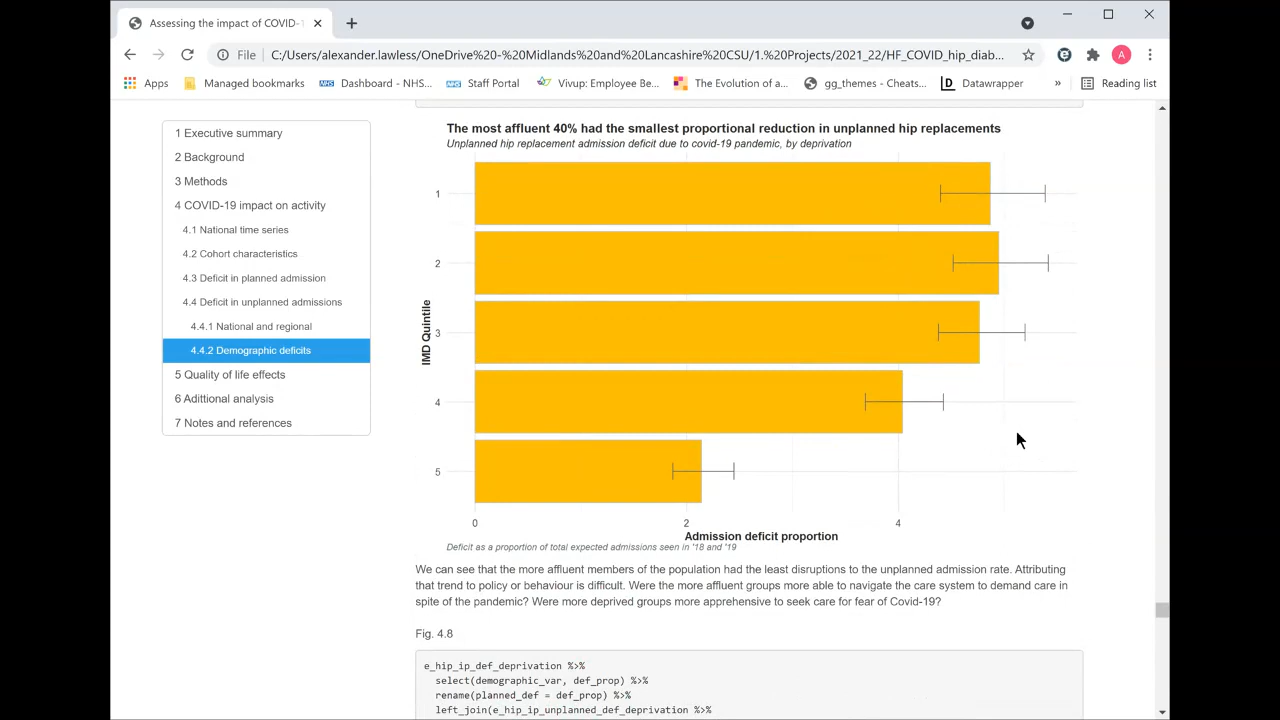 Assessing the impact of COVID-1
File
C:/Users/alexander.lawless/OneDrive%20-%20Midlands%20and%20Lancashire%20CSU/1.%20Projects/2021_22/HF_COVID_hip_diab...
A
Apps
Managed bookmarks
NHS Dashboard - NHS...
NHS Staff Portal
Vivup: Employee Be...
The Evolution of a...
gg_themes - Cheats...
D Datawrapper
»
Reading list
1 Executive summary
2 Background
3 Methods
4 COVID-19 impact on activity
4.1 National time series
4.2 Cohort characteristics
4.3 Deficit in planned admission
4.4 Deficit in unplanned admissions
4.4.1 National and regional
4.4.2 Demographic deficits
5 Quality of life effects
6 Aditional analysis
7 Notes and references
The most affluent 40% had the smallest proportional reduction in unplanned hip replacements
Unplanned hip replacement admission deficit due to covid-19 pandemic, by deprivation
IMD Quintile
1
2
3
4
5
0 2 4
Admission deficit proportion
Deficit as a proportion of total expected admissions seen in '18 and '19
We can see that the more affluent members of the population had the least disruptions to the unplanned admission rate. Attributing
that trend to policy or behaviour is difficult. Were the more affluent groups more able to navigate the care system to demand care in
spite of the pandemic? Were more deprived groups more apprehensive to seek care for fear of Covid-19?
Fig. 4.8
e_hip_ip_def_deprivation %>%
select(demographic_var, def_prop) %>%
rename(planned_def = def_prop) %>%
left_join(e_hip_ip_unplanned_def_deprivation %>%